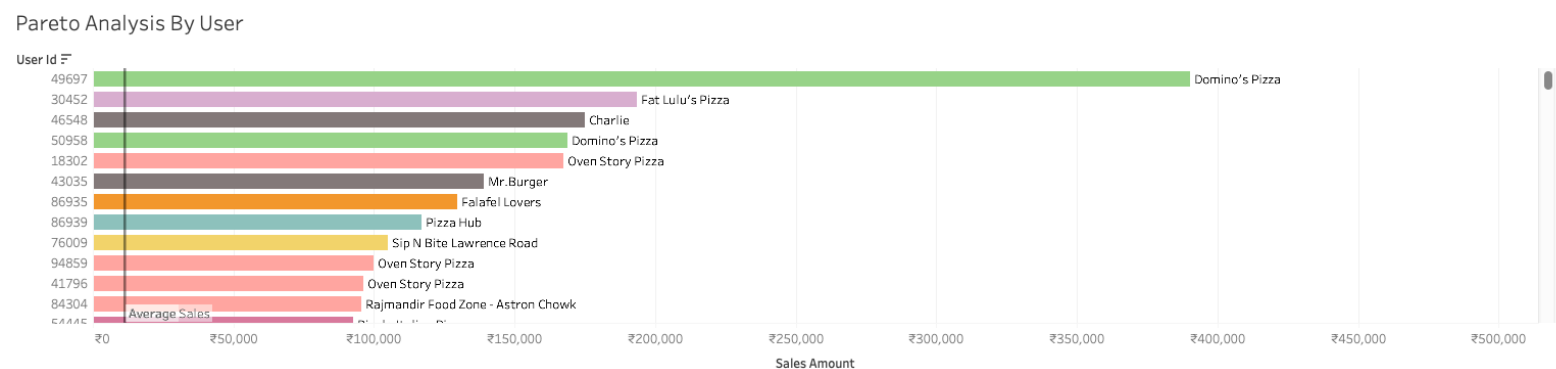 Pareto Analysis By User
User Id
49697 Domino's Pizza
30452 Fat Lulu's Pizza
46548 Charlie
50958 Domino's Pizza
18302 Oven Story Pizza
43035 Mr.Burger
86935 Falafel Lovers
86939 Pizza Hub
76009 Sip N Bite Lawrence Road
94859 Oven Story Pizza
41796 Oven Story Pizza
84304 Rajmandir Food Zone - Astron Chowk
Average Sales
₹0 ₹50,000 ₹100,000 ₹150,000 ₹200,000 ₹250,000 ₹300,000 ₹350,000 ₹400,000 ₹450,000 ₹500,000
Sales Amount